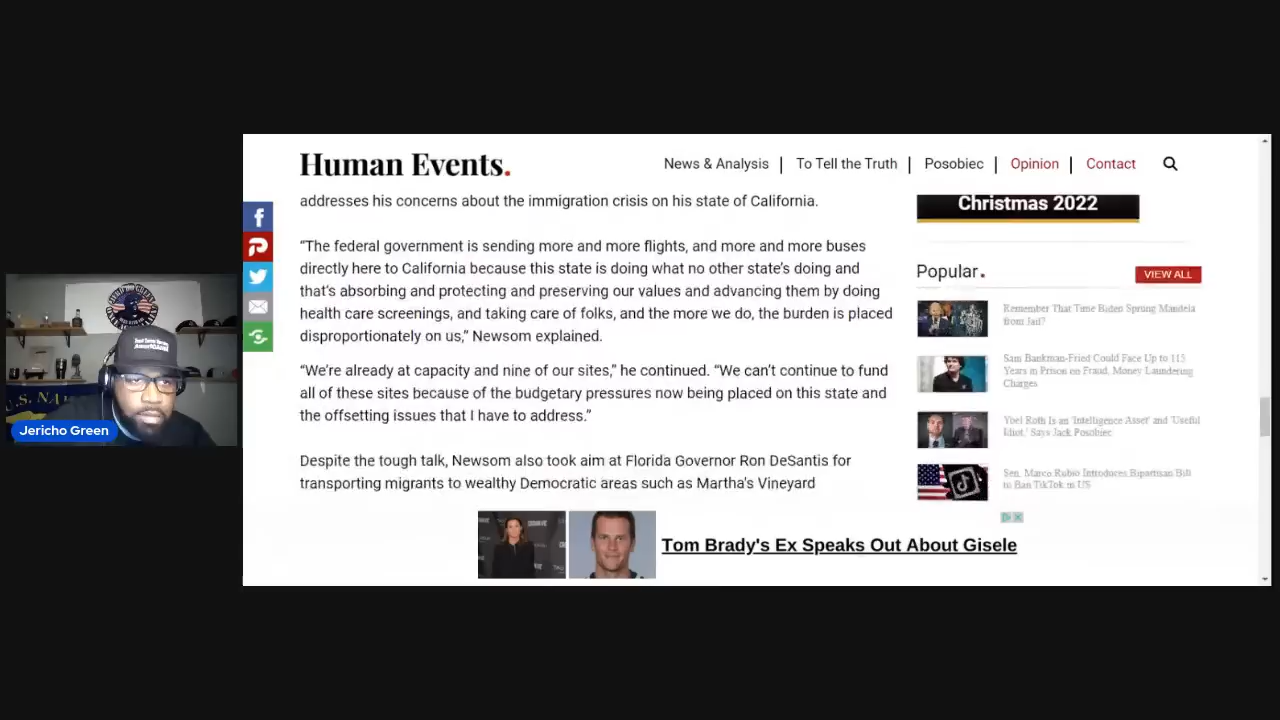 Human Events.
News & Analysis | To Tell the Truth | Posobiec | Opinion | Contact
addresses his concerns about the immigration crisis on his state of California.
“The federal government is sending more and more flights, and more and more buses
directly here to California because this state is doing what no other state’s doing and
that’s absorbing and protecting and preserving our values and advancing them by doing
health care screenings, and taking care of folks, and the more we do, the burden is placed
disproportionately on us,” Newsom explained.
“We’re already at capacity and nine of our sites,” he continued. “We can’t continue to fund
all of these sites because of the budgetary pressures now being placed on this state and
the offsetting issues that I have to address.”
Despite the tough talk, Newsom also took aim at Florida Governor Ron DeSantis for
transporting migrants to wealthy Democratic areas such as Martha's Vineyard
Christmas 2022
Popular.
VIEW ALL
Remember That Time Biden Sprung Mandela
from Jail?
Sam Bankman-Fried Could Face Up to 115
Years in Prison on Fraud, Money Laundering
Charges
Yoel Roth Is an 'Intelligence Asset' and 'Useful
Idiot,' Says Jack Posobiec
Sen. Marco Rubio Introduces Bipartisan Bill
to Ban TikTok in US
Tom Brady's Ex Speaks Out About Gisele
U.S. NA
Jericho Green